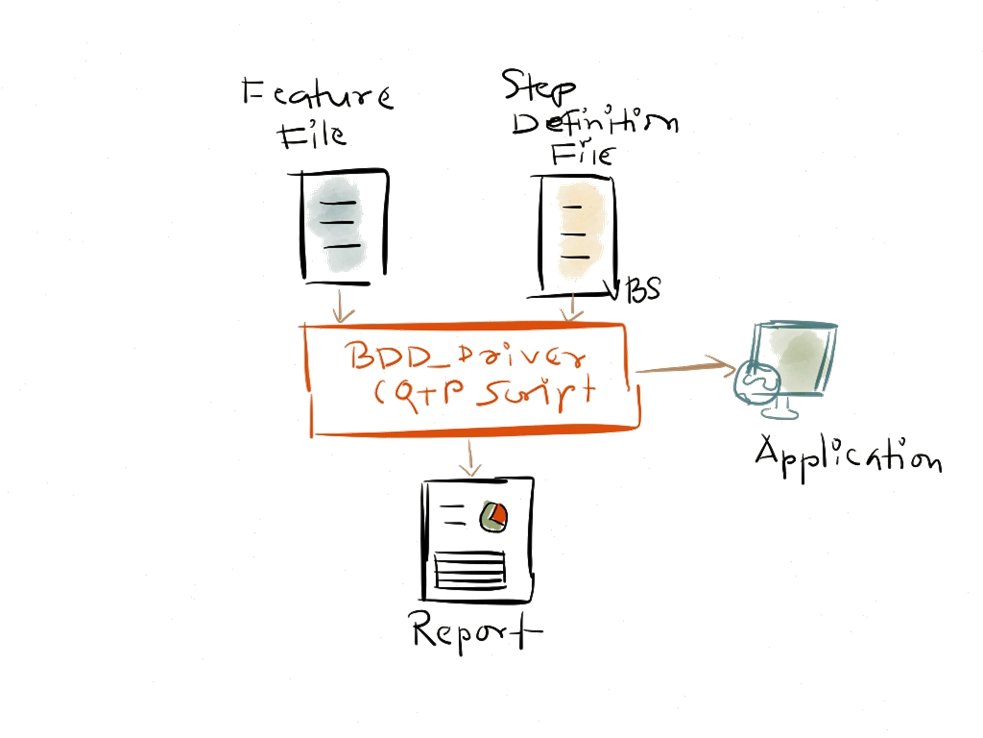 Feature
File
Step
Definition
File
VBS
BDD_Driver
(QTP Script
Application
Report